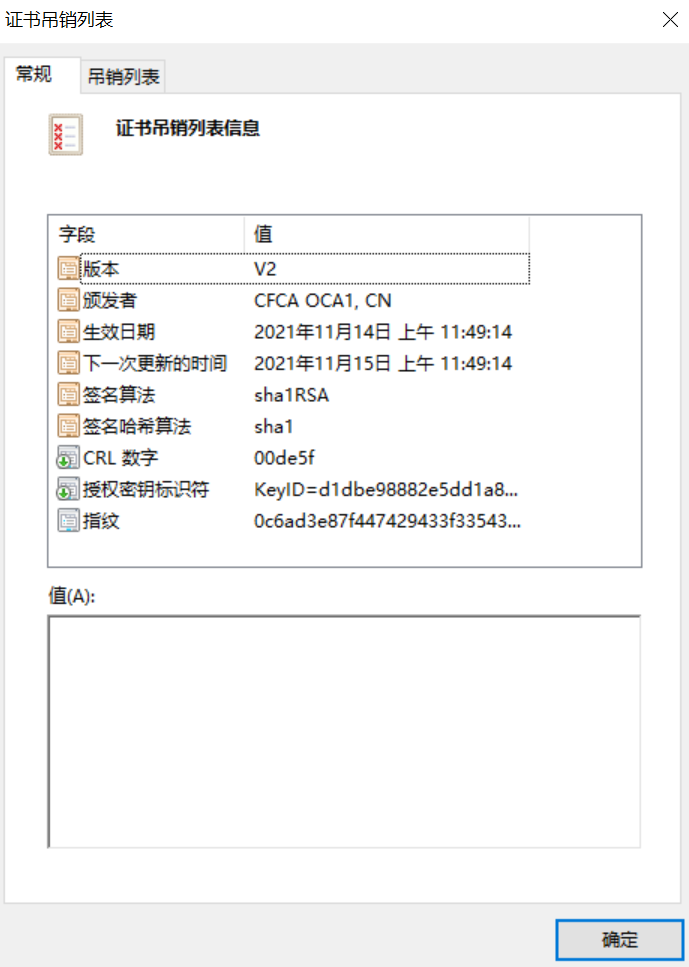 证书吊销列表
常规 吊销列表
证书吊销列表信息
字段 值
版本 V2
颁发者 CFCA OCA1, CN
生效日期 2021年11月14日 上午 11:49:14
下一次更新的时间 2021年11月15日 上午 11:49:14
签名算法 sha1RSA
签名哈希算法 sha1
CRL 数字 00de5f
授权密钥标识符 KeyID=d1dbe98882e5dd1a8...
指纹 0c6ad3e87f447429433f33543...
值(A):
确定